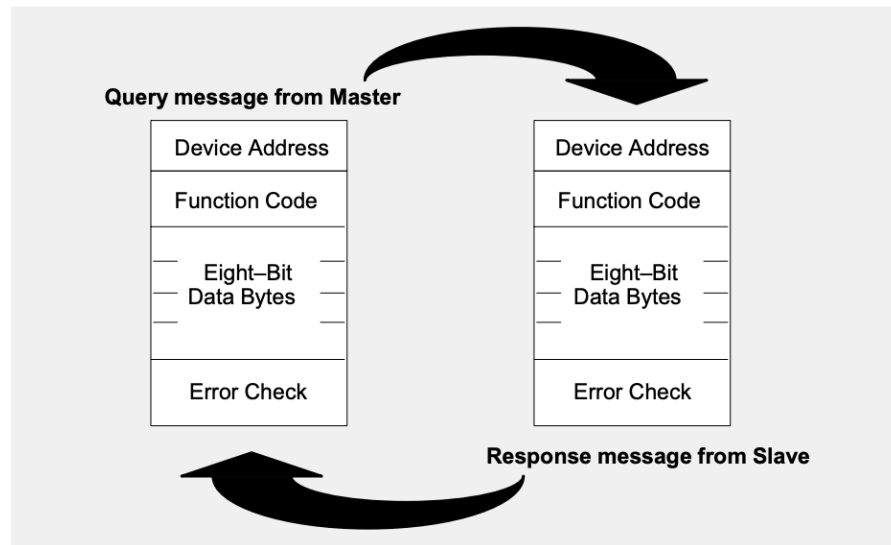 Query message from Master
Device Address
Function Code
Eight–Bit
Data Bytes
Error Check
Device Address
Function Code
Eight–Bit
Data Bytes
Error Check
Response message from Slave